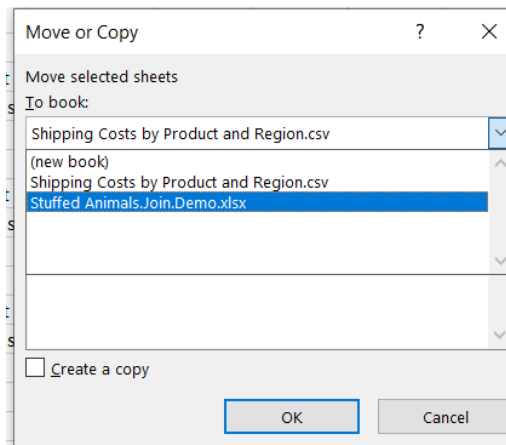 Move or Copy ?
Move selected sheets
To book:
Shipping Costs by Product and Region.csv
(new book)
Shipping Costs by Product and Region.csv
Stuffed Animals.Join.Demo.xlsx
Create a copy
OK Cancel